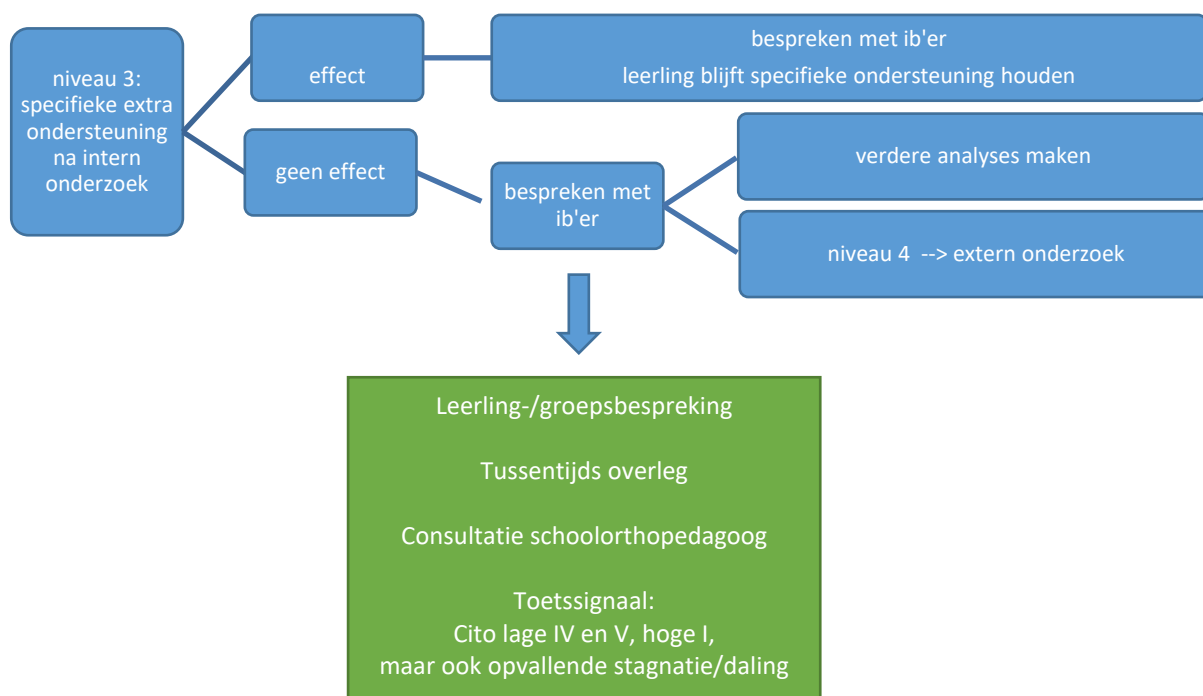 niveau 3:
specifieke extra
ondersteuning
na intern
onderzoek
effect
bespreken met ib'er
leerling blijft specifieke ondersteuning houden
geen effect
bespreken met
ib'er
verdere analyses maken
niveau 4 --> extern onderzoek
Leerling-/groepsbespreking
Tussentijds overleg
Consultatie schoolorthopedagoog
Toetssignaal:
Cito lage IV en V, hoge I,
maar ook opvallende stagnatie/daling